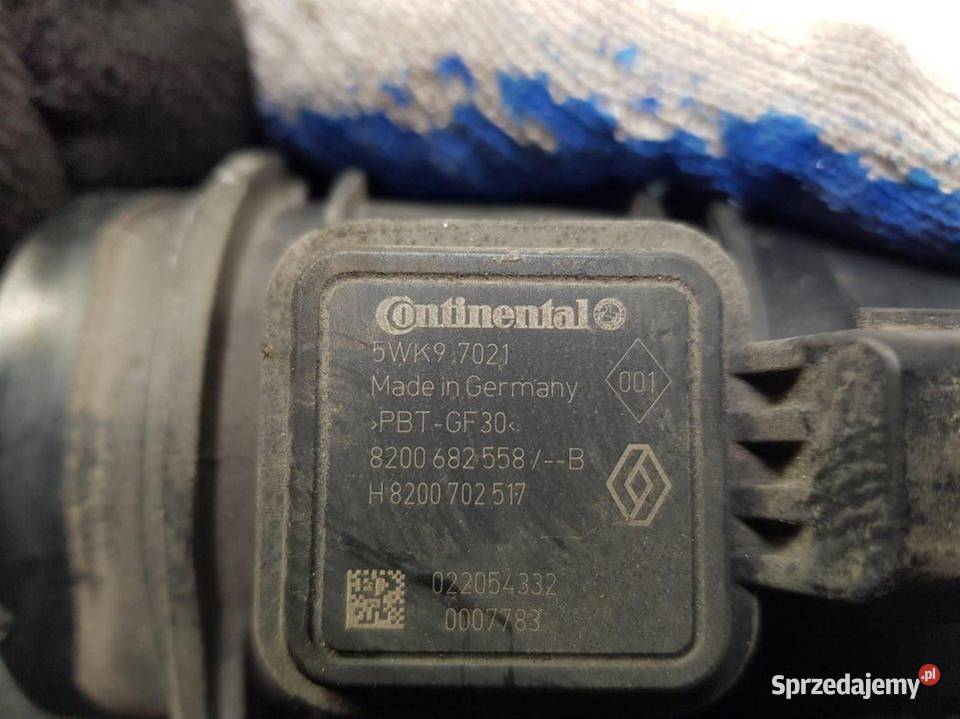 Continental
5WK9 7021
Made in Germany
001
>PBT-GF30<
8200 682 558 /--B
H 8200 702 517
022054332
0007783
Sprzedajemy.pl